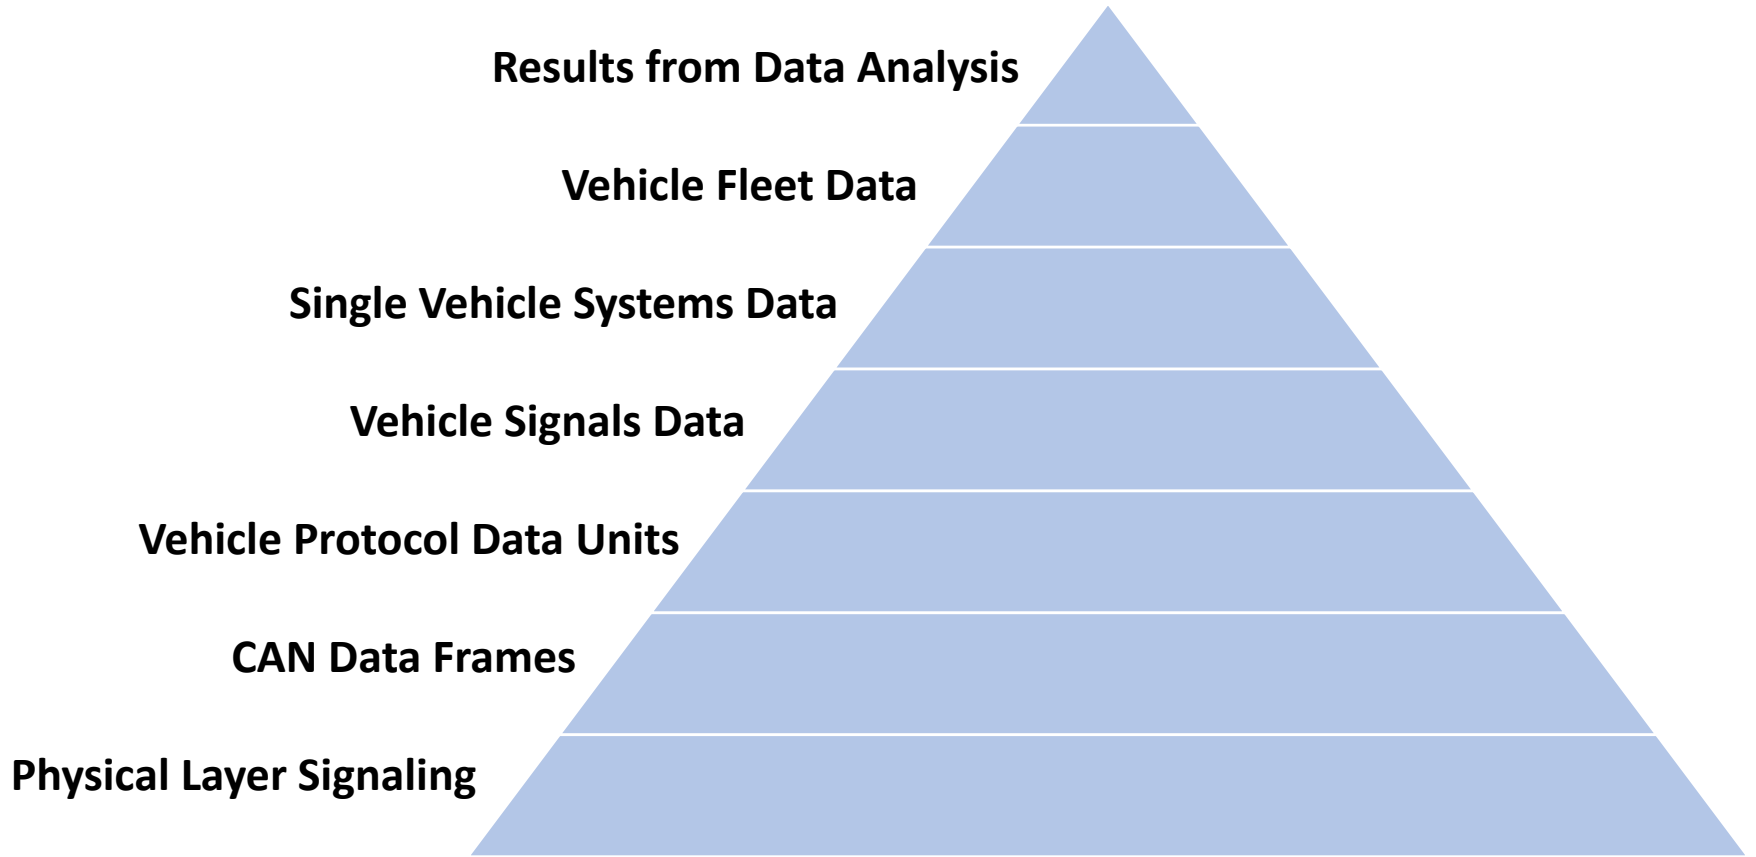 Results from Data Analysis
Vehicle Fleet Data
Single Vehicle Systems Data
Vehicle Signals Data
Vehicle Protocol Data Units
CAN Data Frames
Physical Layer Signaling